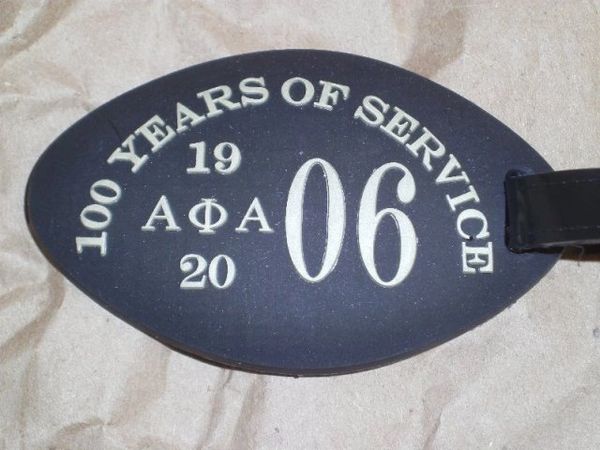 100 YEARS OF SERVICE
19
ΑΦΑ 06
20